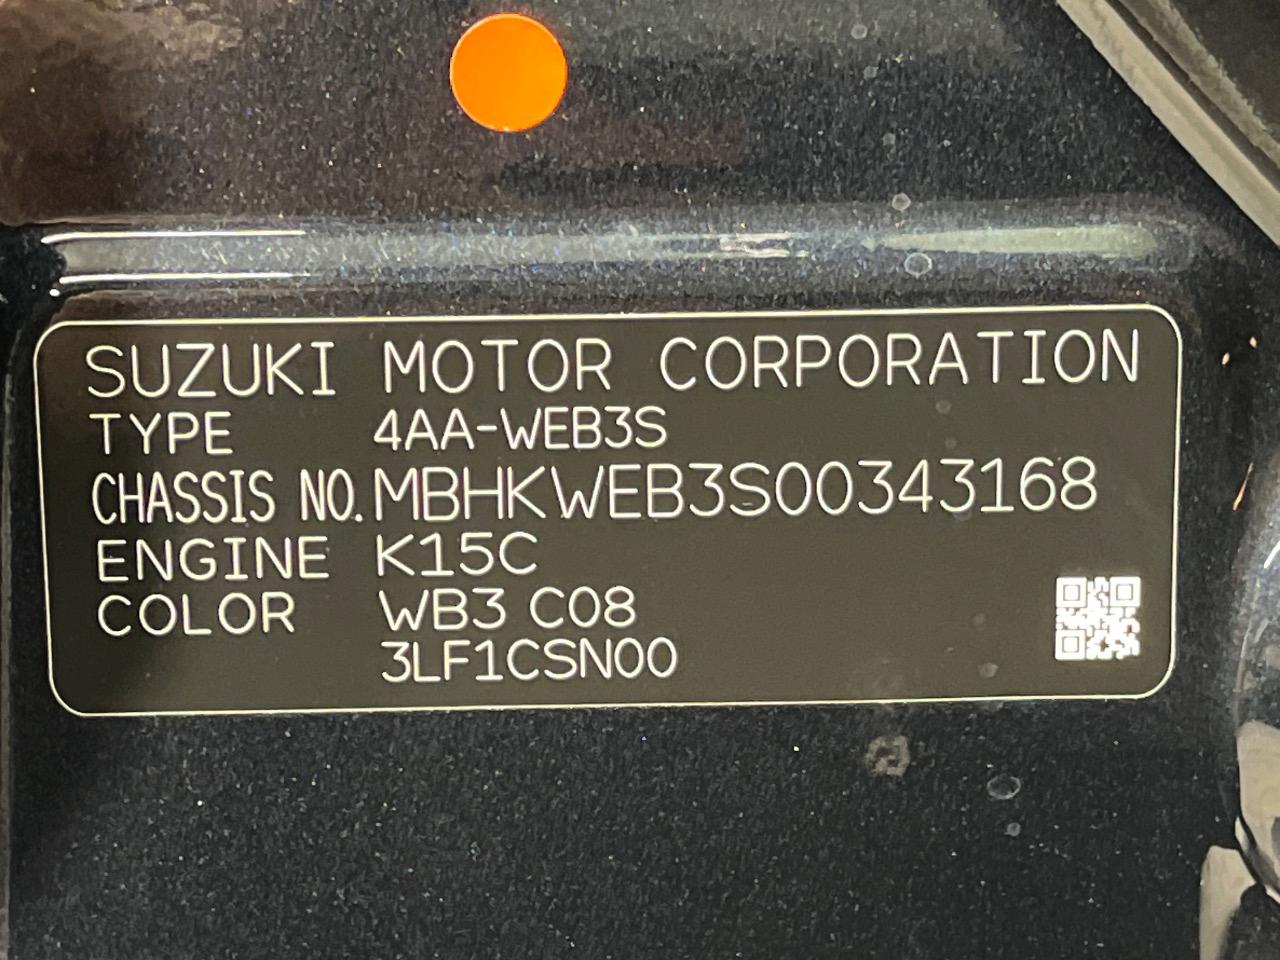 SUZUKI MOTOR CORPORATION
TYPE 4AA-WEB3S
CHASSIS NO. MBHKWEB3S00343168
ENGINE K15C
COLOR WB3 C08
3LF1CSN00